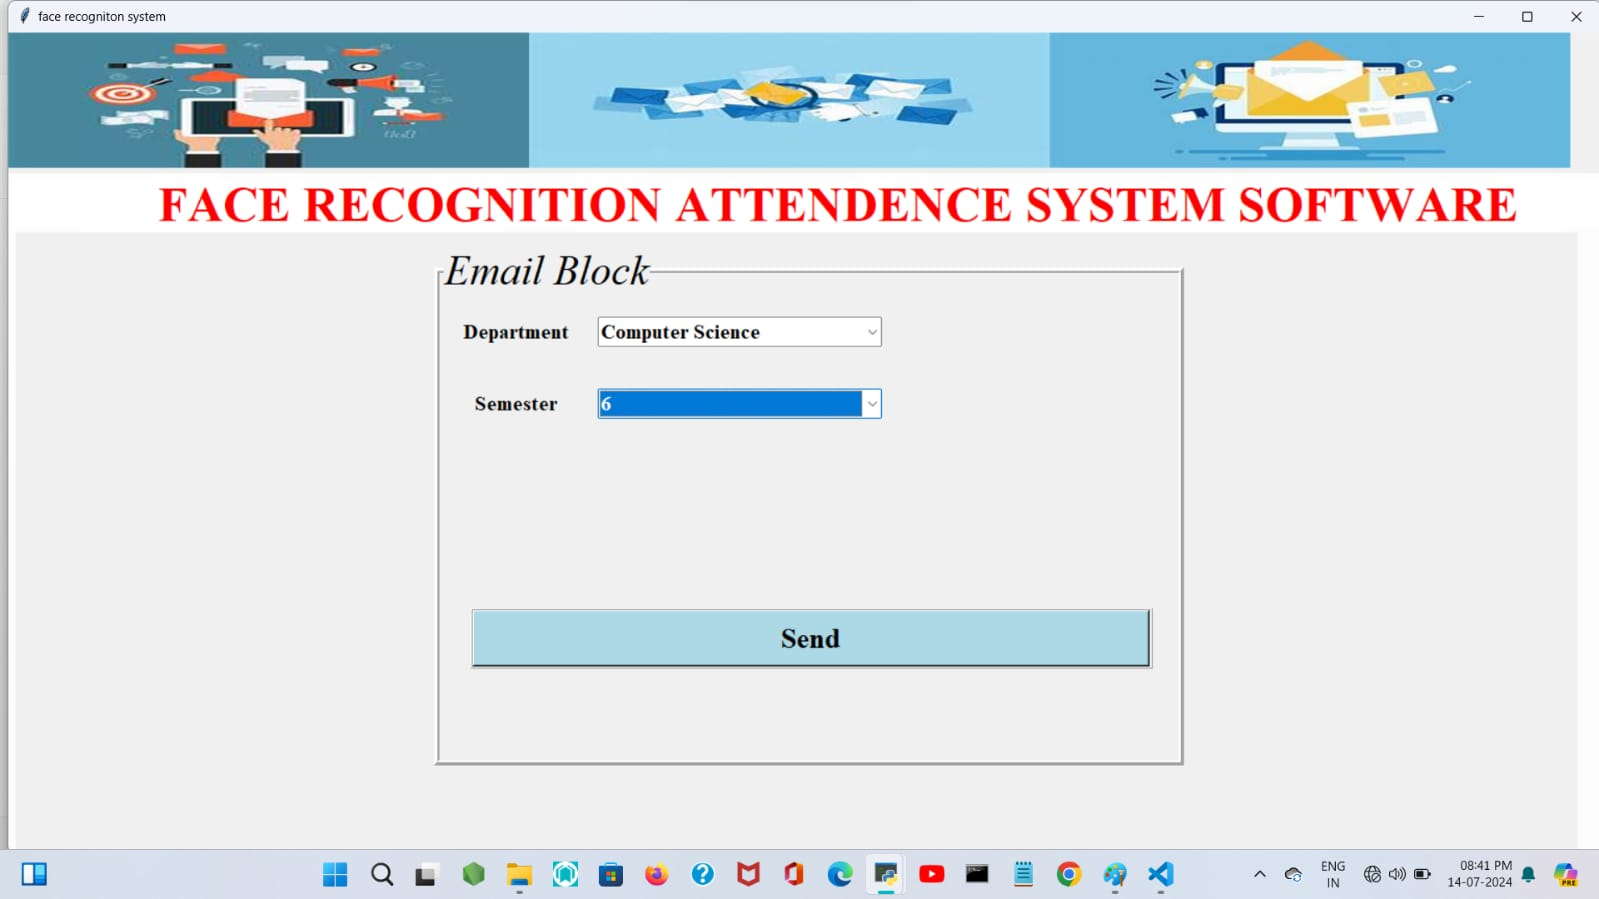 face recogniton system
FACE RECOGNITION ATTENDENCE SYSTEM SOFTWARE
Email Block
Department Computer Science
Semester 6
Send
ENG
IN
08:41 PM
14-07-2024
PRE